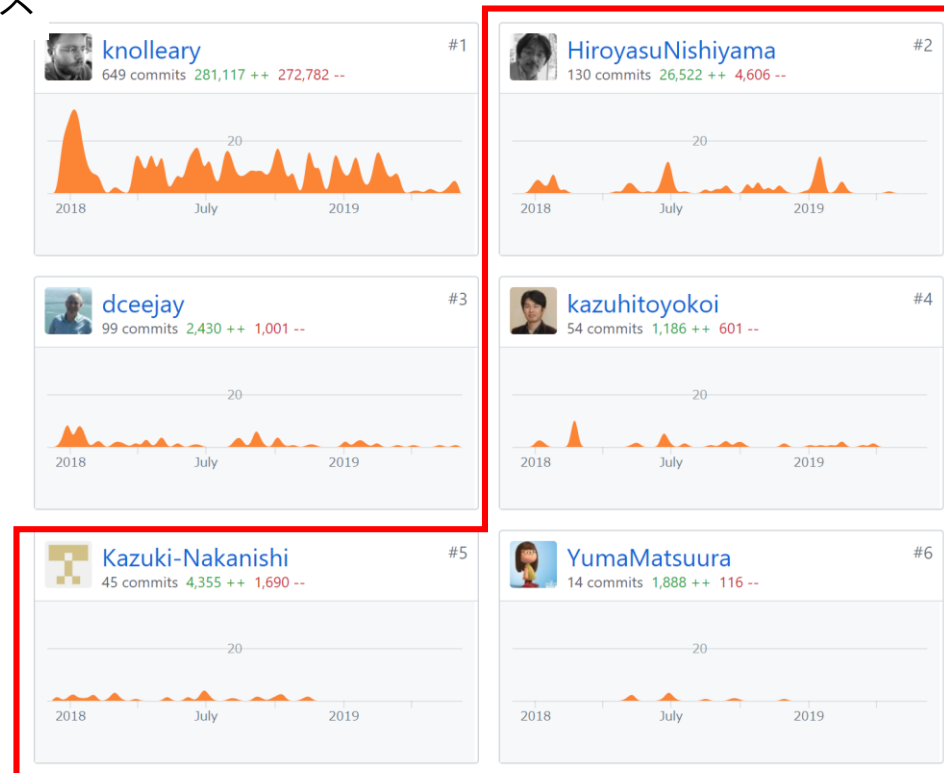 ス
knolleary #1
649 commits 281,117 ++ 272,782 --
20
2018 July 2019
HiroyasuNishiyama #2
130 commits 26,522 ++ 4,606 --
20
2018 July 2019
dceejay #3
99 commits 2,430 ++ 1,001 --
20
2018 July 2019
kazuhitoyokoi #4
54 commits 1,186 ++ 601 --
20
2018 July 2019
Kazuki-Nakanishi #5
45 commits 4,355 ++ 1,690 --
20
2018 July 2019
YumaMatsuura #6
14 commits 1,888 ++ 116 --
20
2018 July 2019